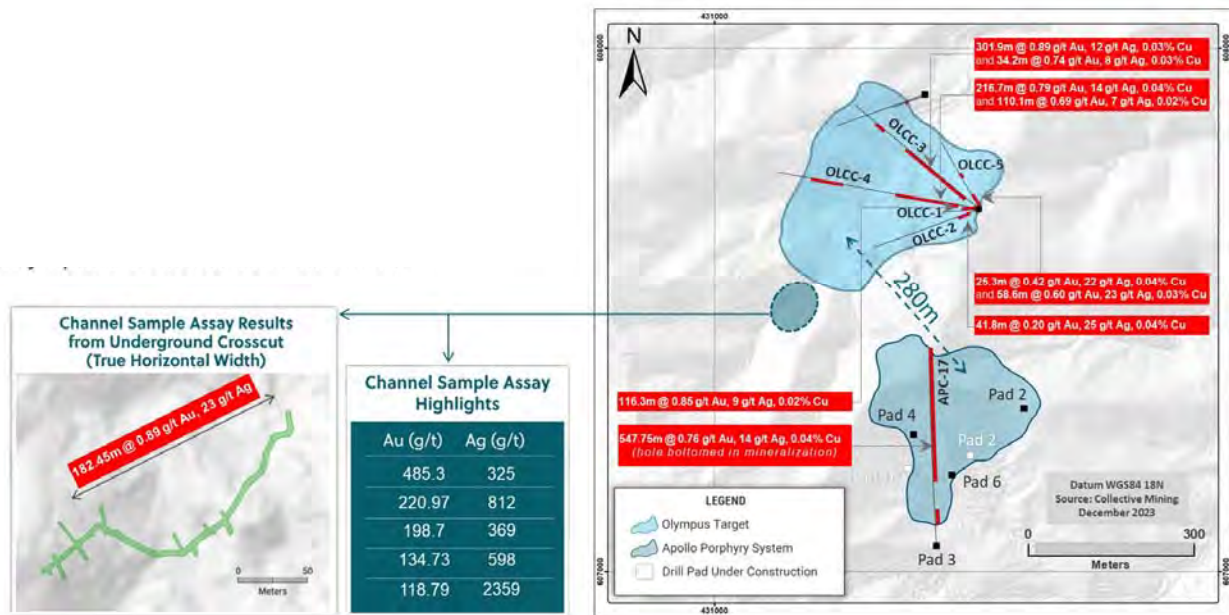 Channel Sample Assay Results
from Underground Crosscut
(True Horizontal Width)
182.45m @ 0.89 g/t Au, 23 g/t Ag
0 50
Meters
Channel Sample Assay
Highlights
Au (g/t) Ag (g/t)
485.3 325
220.97 812
198.7 369
134.73 598
118.79 2359
431000
608000
N
301.9m @ 0.89 g/t Au, 12 g/t Ag, 0.03% Cu
and 34.2m @ 0.74 g/t Au, 8 g/t Ag, 0.03% Cu
216.7m @ 0.79 g/t Au, 14 g/t Ag, 0.04% Cu
and 110.1m @ 0.69 g/t Au, 7 g/t Ag, 0.02% Cu
OLCC-3
OLCC-5
OLCC-4
OLCC-1
OLCC-2
280m
25.3m @ 0.42 g/t Au, 22 g/t Ag, 0.04% Cu
and 58.6m @ 0.60 g/t Au, 23 g/t Ag, 0.03% Cu
41.8m @ 0.20 g/t Au, 25 g/t Ag, 0.04% Cu
116.3m @ 0.85 g/t Au, 9 g/t Ag, 0.02% Cu
547.75m @ 0.76 g/t Au, 14 g/t Ag, 0.04% Cu
(hole bottomed in mineralization)
APC-17
Pad 2
Pad 4
Pad 2
Pad 6
Pad 3
LEGEND
Olympus Target
Apollo Porphyry System
Drill Pad Under Construction
Datum WGS84 18N
Source: Collective Mining
December 2023
0 300
Meters
607000
431000